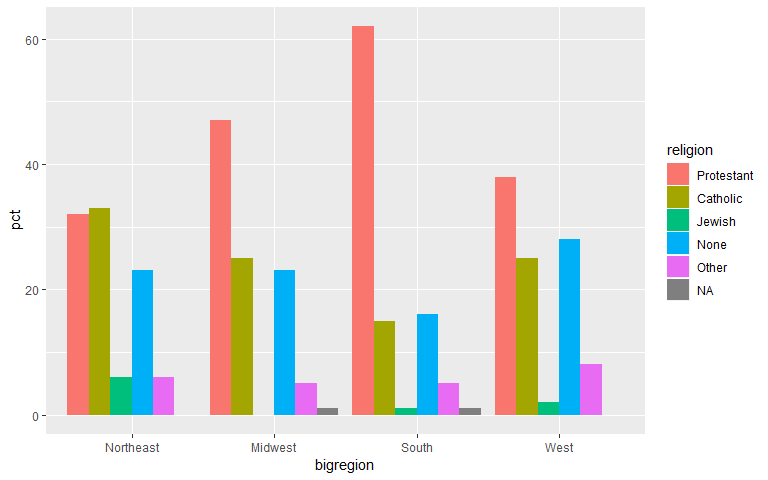 60
40
20
0
pct
Northeast
Midwest
South
West
bigregion
religion
Protestant
Catholic
Jewish
None
Other
NA